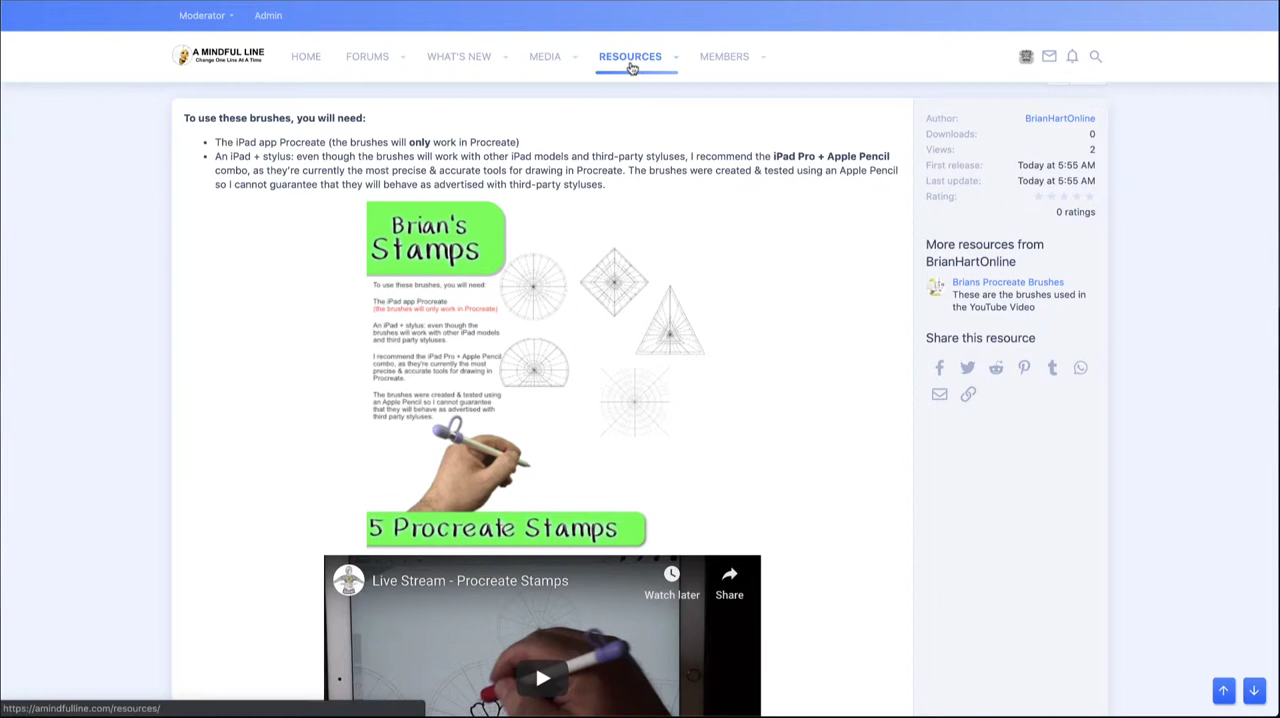 Moderator
Admin
A MINDFUL LINE
Change One Line At A Time
HOME
FORUMS
WHAT'S NEW
MEDIA
RESOURCES
MEMBERS
To use these brushes, you will need:
The iPad app Procreate (the brushes will only work in Procreate)
An iPad + stylus: even though the brushes will work with other iPad models and third-party styluses, I recommend the iPad Pro + Apple Pencil
combo, as they're currently the most precise & accurate tools for drawing in Procreate. The brushes were created & tested using an Apple Pencil
so I cannot guarantee that they will behave as advertised with third-party styluses.
Brian's
Stamps
To use these brushes, you will need:
The iPad app Procreate
(the brushes will only work in Procreate)
An iPad + stylus: even though the
brushes will work with other iPad models
and third party styluses.
I recommend the iPad Pro + Apple Pencil
combo, as they're currently the most
precise & accurate tools for drawing in
Procreate.
The brushes were created & tested using
an Apple Pencil so I cannot guarantee
that they will behave as advertised with
third party styluses.
5 Procreate Stamps
Live Stream - Procreate Stamps
Watch later
Share
Author: BrianHartOnline
Downloads: 0
Views: 2
First release: Today at 5:55 AM
Last update: Today at 5:55 AM
Rating:
0 ratings
More resources from
BrianHartOnline
Brians Procreate Brushes
These are the brushes used in
the YouTube Video
Share this resource
https://amindfulline.com/resources/